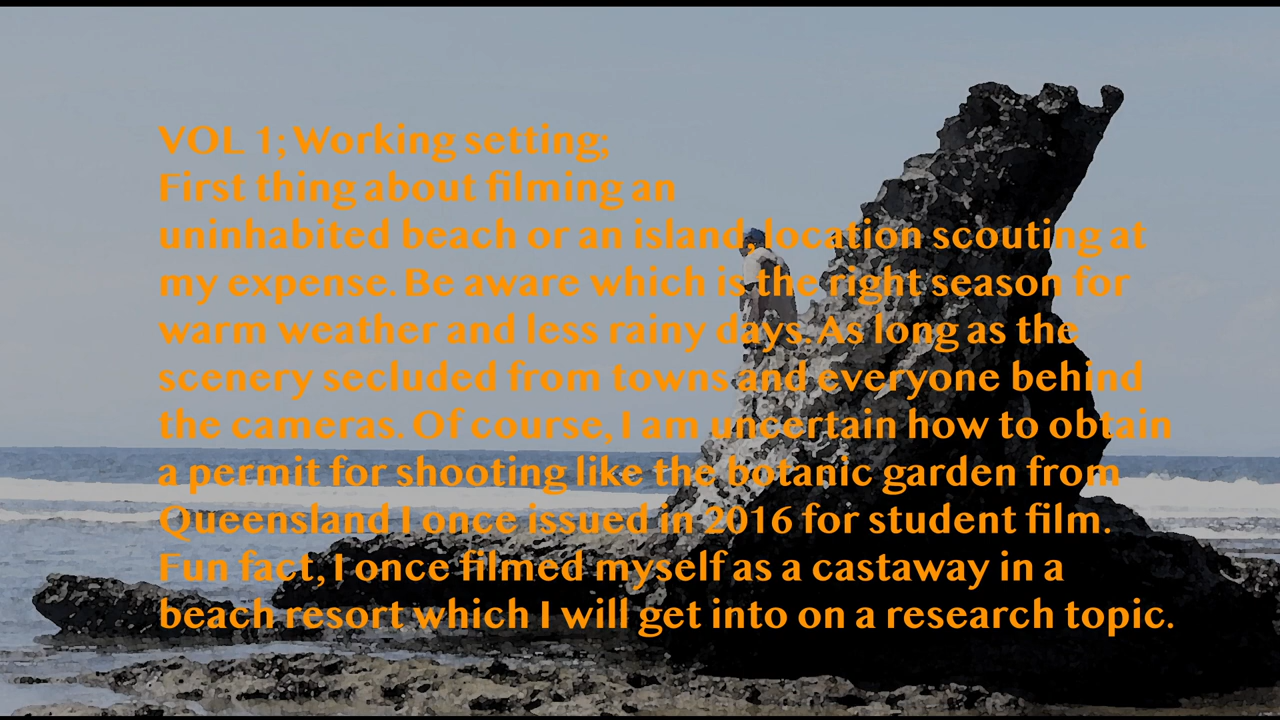 VOL 1; Working setting;
First thing about filming an
uninhabited beach or an island, location scouting at
my expense. Be aware which is the right season for
warm weather and less rainy days. As long as the
scenery secluded from towns and everyone behind
the cameras. Of course, I am uncertain how to obtain
a permit for shooting like the botanic garden from
Queensland I once issued in 2016 for student film.
Fun fact, I once filmed myself as a castaway in a
beach resort which I will get into on a research topic.